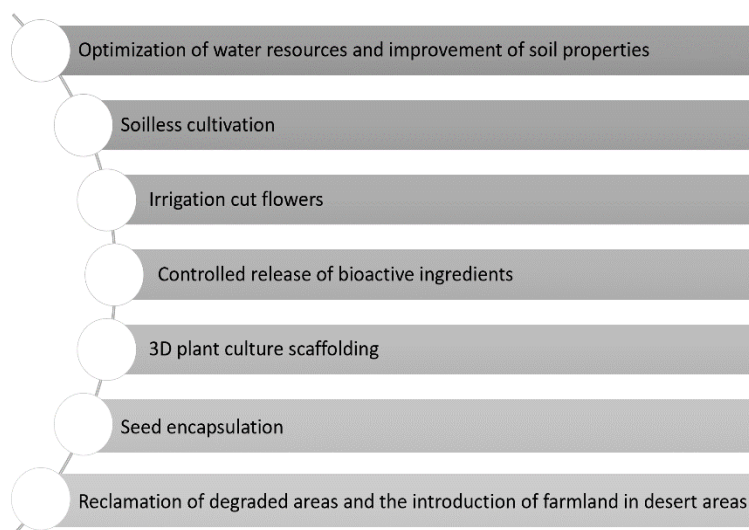 Optimization of water resources and improvement of soil properties
Soilless cultivation
Irrigation cut flowers
Controlled release of bioactive ingredients
3D plant culture scaffolding
Seed encapsulation
Reclamation of degraded areas and the introduction of farmland in desert areas